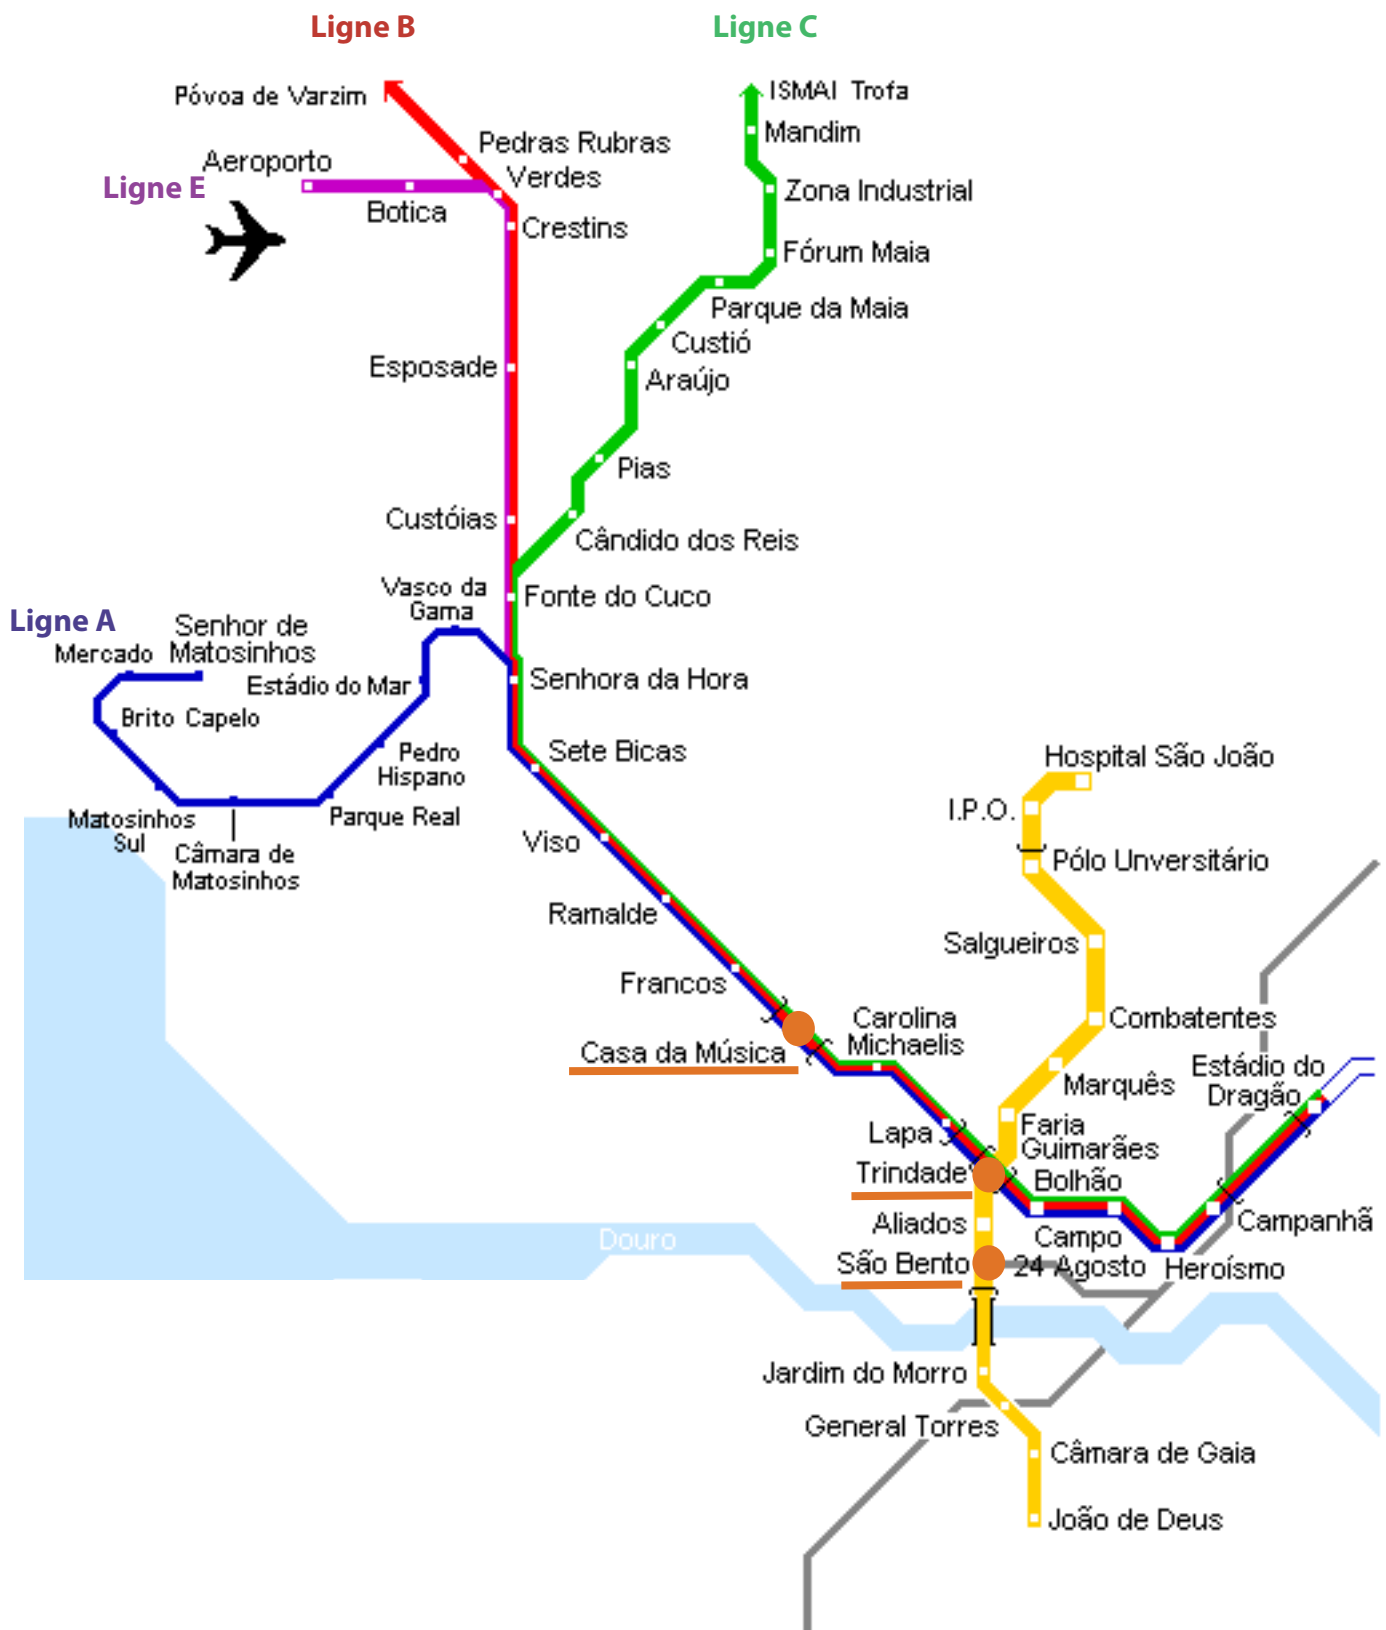 Ligne B
Ligne C
Póvoa de Varzim
ISMAI Trofa
Mandim
Pedras Rubras
Aeroporto
Verdes
Ligne E
Zona Industrial
Botica
Crestins
Fórum Maia
Parque da Maia
Custió
Esposade
Araújo
Pias
Custóias
Cândido dos Reis
Vasco da
Gama
Fonte do Cuco
Ligne A
Senhor de
Matosinhos
Mercado
Estádio do Mar
Senhora da Hora
Brito Capelo
Pedro
Hispano
Sete Bicas
Hospital São João
Matosinhos
Sul
Parque Real
I.P.O.
Câmara de
Matosinhos
Viso
Pólo Unversitário
Ramalde
Salgueiros
Francos
Carolina
Michaelis
Combatentes
Casa da Música
Estádio do
Dragão
Marquês
Lapa
Faria
Guimarães
Trindade
Bolhão
Aliados
Campo
24 Agosto
Campanhã
Douro
São Bento
Heroísmo
Jardim do Morro
General Torres
Câmara de Gaia
João de Deus